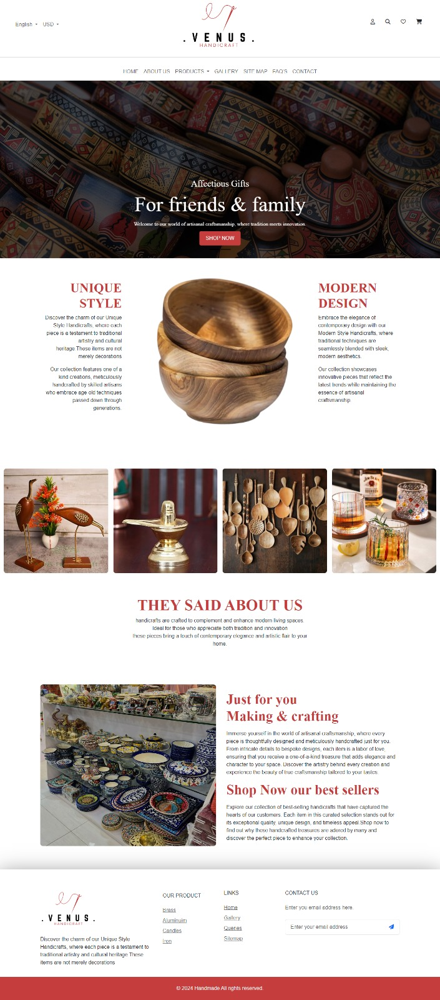 English
USD
. VENUS .
HANDICRAFT
HOME ABOUT US PRODUCTS GALLERY SITE MAP FAQ'S CONTACT
Affectious Gifts
For friends & family
Welcome to our world of artisanal craftsmanship, where tradition meets innovation.
SHOP NOW
UNIQUE
STYLE
Discover the charm of our Unique
Style Handicrafts, where each
piece is a testament to traditional
artistry and cultural
heritage.These items are not
merely decorations
Our collection features one of a
kind creations, meticulously
handcrafted by skilled artisans
who embrace age old techniques
passed down through
generations.
MODERN
DESIGN
Embrace the elegance of
contemporary design with our
Modern Style Handicrafts, where
traditional techniques are
seamlessly blended with sleek,
modern aesthetics.
Our collection showcases
innovative pieces that reflect the
latest trends while maintaining the
essence of artisanal
craftsmanship
JIM BEAM
BOURBON
THEY SAID ABOUT US
handicrafts are crafted to complement and enhance modern living spaces.
Ideal for those who appreciate both tradition and innovation
these pieces bring a touch of contemporary elegance and artistic flair to your
home.
Just for you
Making & crafting
Immerse yourself in the world of artisanal craftsmanship, where every
piece is thoughtfully designed and meticulously handcrafted just for you.
From intricate details to bespoke designs, each item is a labor of love,
ensuring that you receive a one-of-a-kind treasure that adds elegance and
character to your space. Discover the artistry behind every creation and
experience the beauty of true craftsmanship tailored to your tastes.
Shop Now our best sellers
Explore our collection of best-selling handicrafts that have captured the
hearts of our customers. Each item in this curated selection stands out for
its exceptional quality, unique design, and timeless appeal.Shop now to
find out why these handcrafted treasures are adored by many and
discover the perfect piece to enhance your collection.
. VENUS .
HANDICRAFT
Discover the charm of our Unique Style
Handicrafts, where each piece is a testament to
traditional artistry and cultural heritage.These
items are not merely decorations
OUR PRODUCT
Brass
Aluminuim
Candles
Iron
LINKS
Home
Gallery
Queries
Sitemap
CONTACT US
Enter you email address here.
Enter your email address
© 2024 Handmade All rights reserved.